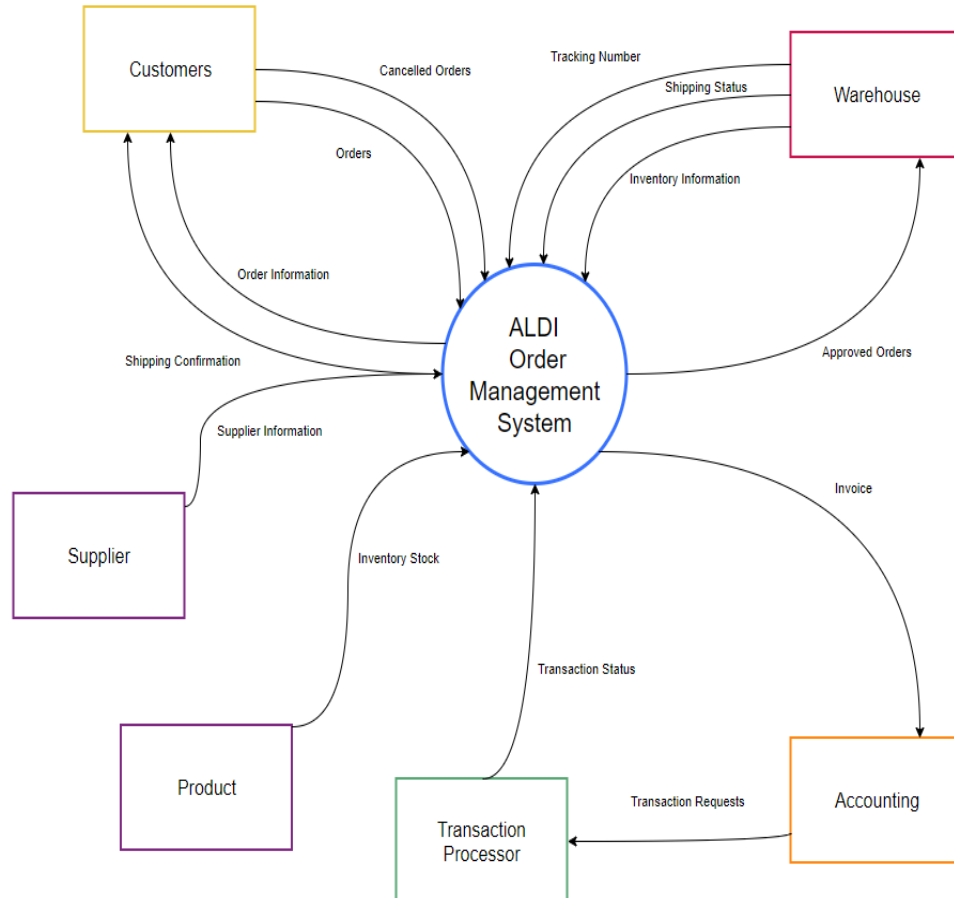 Customers
Cancelled Orders
Tracking Number
Shipping Status
Warehouse
Orders
Inventory Information
Order Information
ALDI
Order
Management
System
Shipping Confirmation
Approved Orders
Supplier Information
Supplier
Inventory Stock
Invoice
Transaction Status
Product
Transaction Requests
Accounting
Transaction
Processor